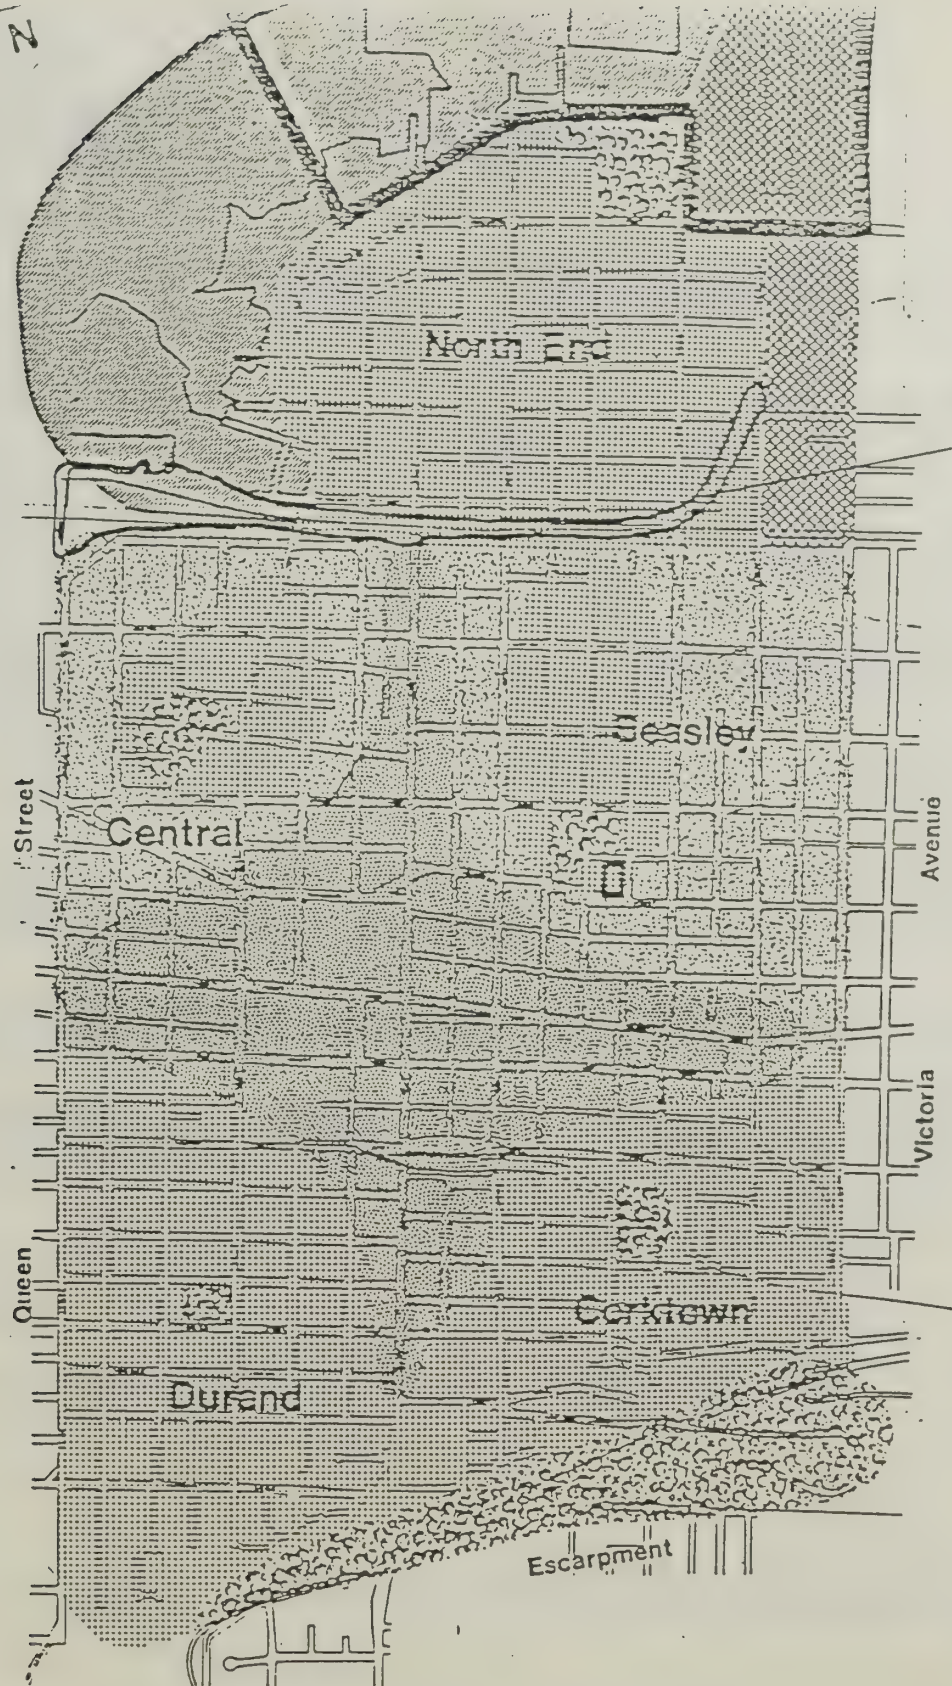 N
North End
Beasley
Street
Central
Avenue
Victoria
Queen
Corktown
Durand
Escarpment